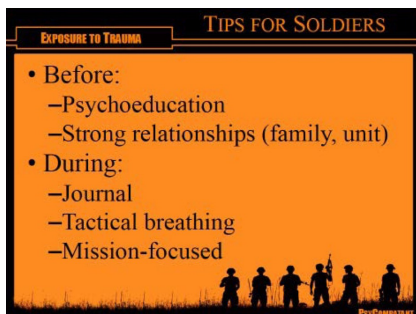 TIPS FOR SOLDIERS
EXPOSURE TO TRAUMA
• Before:
–Psychoeducation
–Strong relationships (family, unit)
• During:
–Journal
–Tactical breathing
–Mission-focused